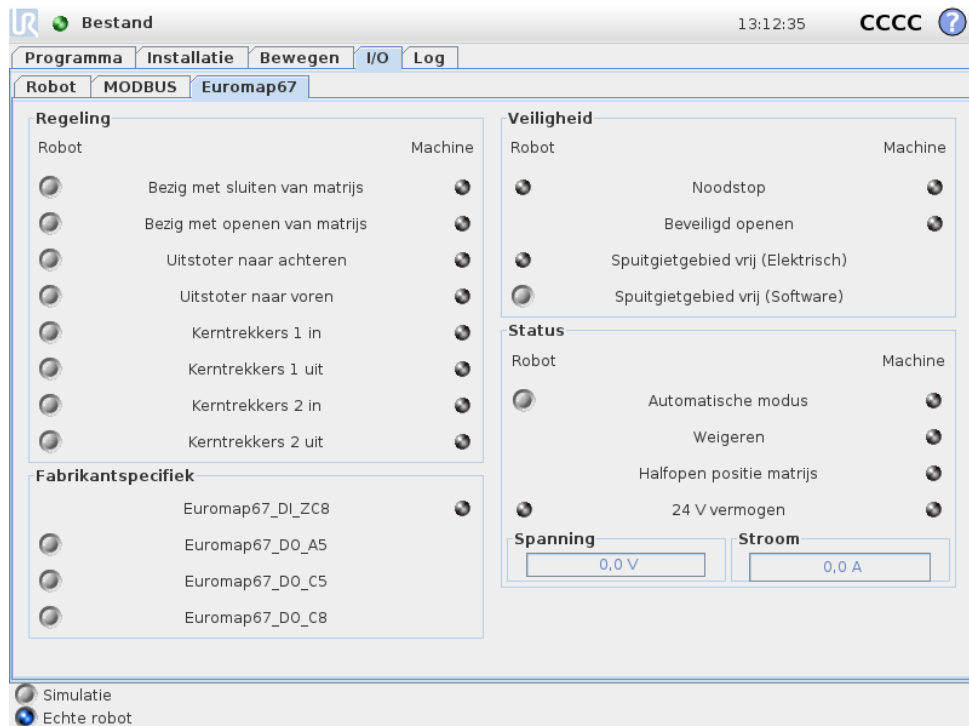 UR Bestand 13:12:35 CCCC ?
Programma Installatie Bewegen I/O Log
Robot MODBUS Euromap67
Regeling
Robot Machine
Bezig met sluiten van matrijs
Bezig met openen van matrijs
Uitstoter naar achteren
Uitstoter naar voren
Kerntrekkers 1 in
Kerntrekkers 1 uit
Kerntrekkers 2 in
Kerntrekkers 2 uit
Fabrikantspecifiek
Euromap67_DI_ZC8
Euromap67_DO_A5
Euromap67_DO_C5
Euromap67_DO_C8
Veiligheid
Robot Machine
Noodstop
Beveiligd openen
Spuitgietgebied vrij (Elektrisch)
Spuitgietgebied vrij (Software)
Status
Robot Machine
Automatische modus
Weigeren
Halfopen positie matrijs
24 V vermogen
Spanning Stroom
0,0 V 0,0 A
Simulatie
Echte robot